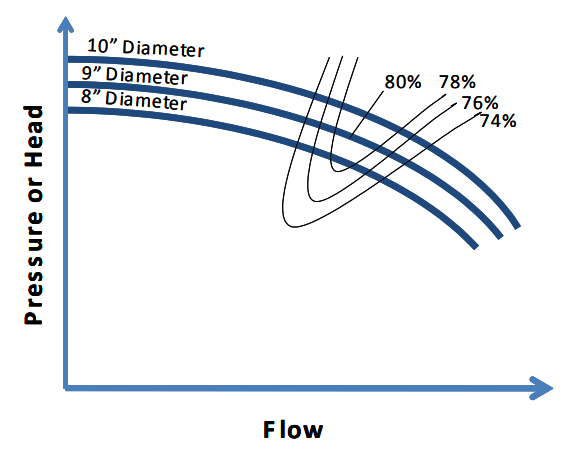 10” Diameter
9” Diameter
8” Diameter
80%
78%
76%
74%
Pressure or Head
Flow